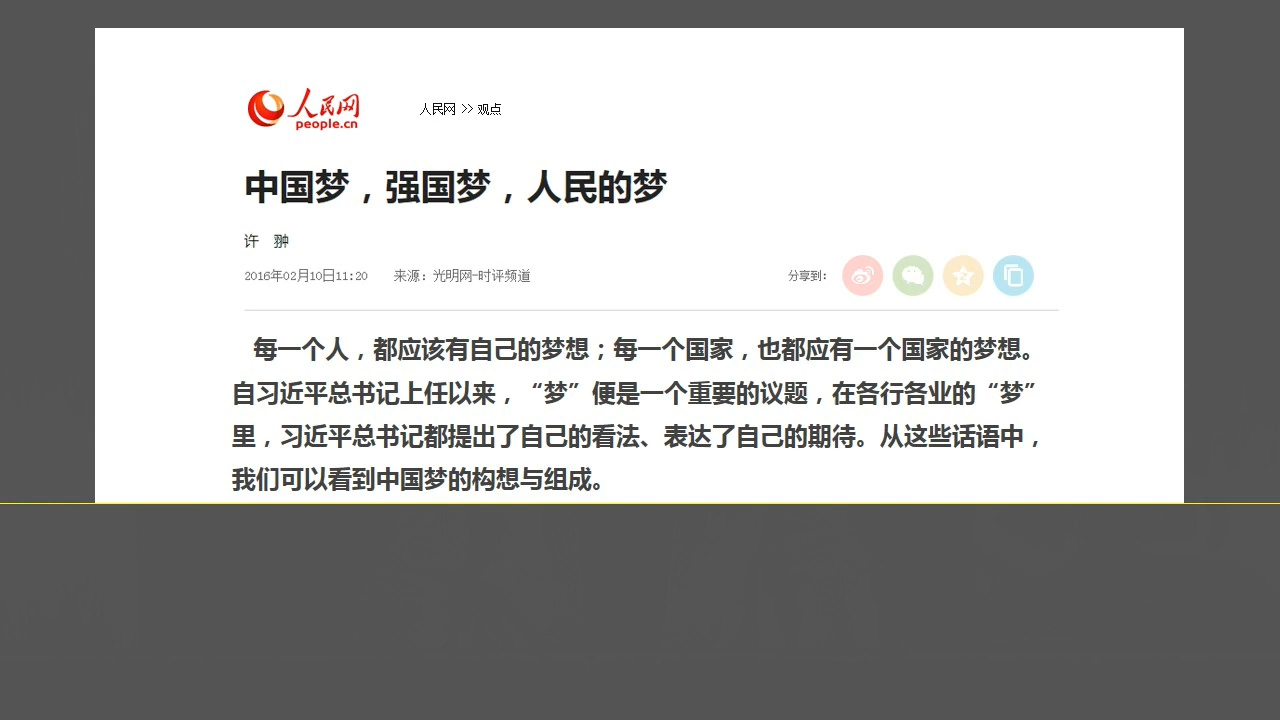 人民网
people.cn
人民网 >> 观点
中国梦，强国梦，人民的梦
许 翀
2016年02月10日11:20 来源：光明网-时评频道 分享到：
每一个人，都应该有自己的梦想；每一个国家，也都应有一个国家的梦想。
自习近平总书记上任以来，“梦”便是一个重要的议题，在各行各业的“梦”
里，习近平总书记都提出了自己的看法、表达了自己的期待。从这些话语中，
我们可以看到中国梦的构想与组成。